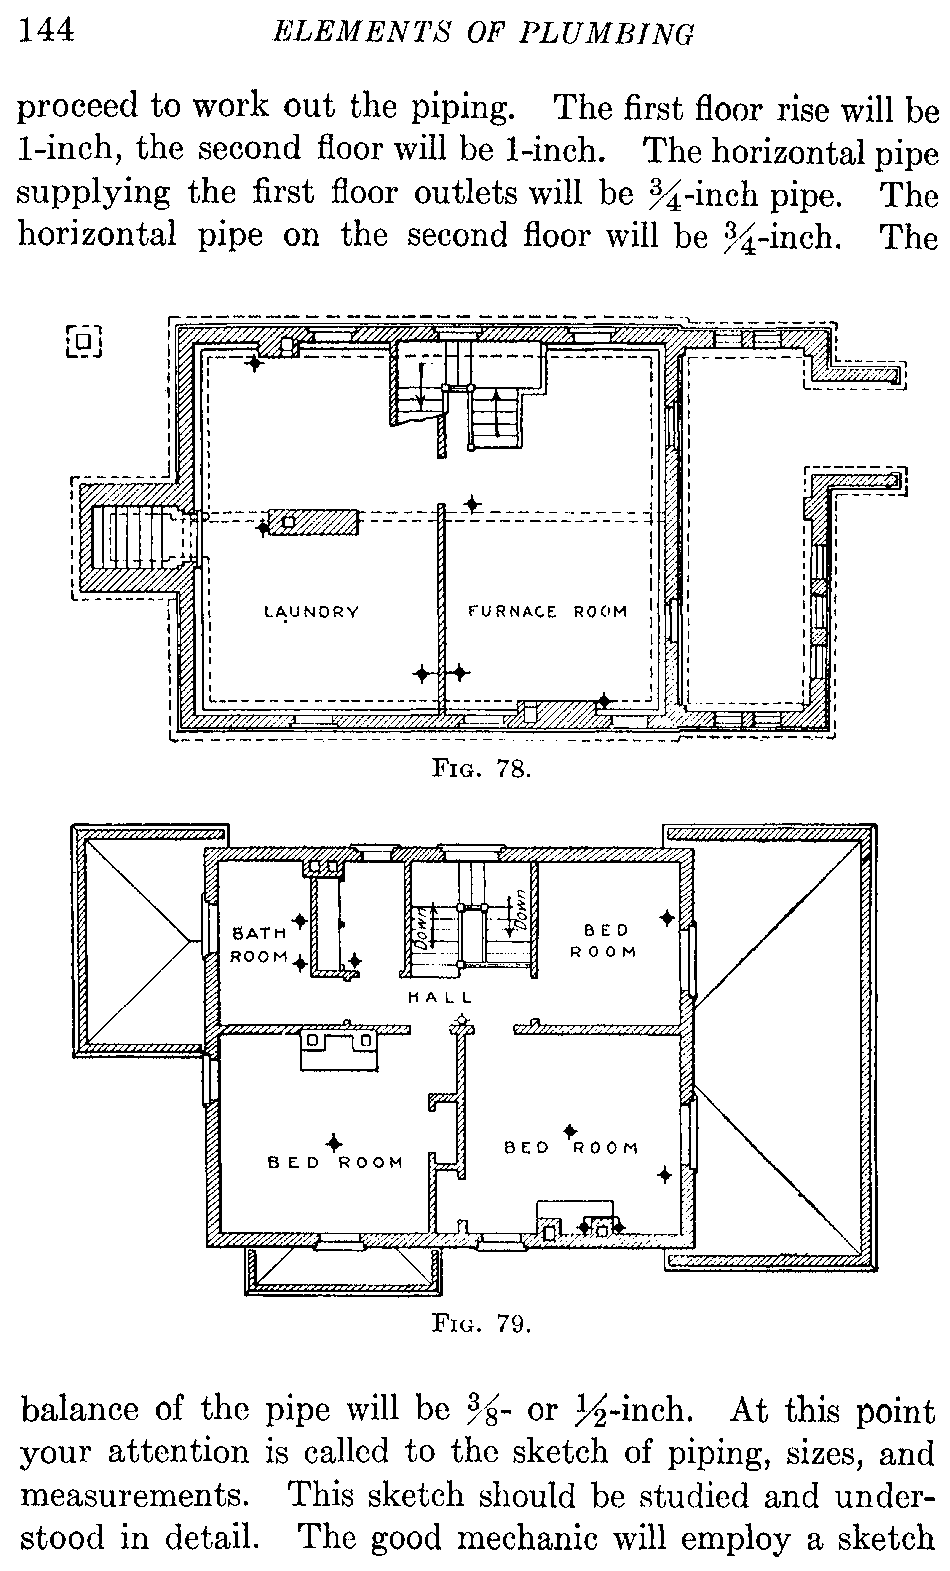 144 ELEMENTS OF PLUMBING
proceed to work out the piping. The first floor rise will be
1-inch, the second floor will be 1-inch. The horizontal pipe
supplying the first floor outlets will be ¾-inch pipe. The
horizontal pipe on the second floor will be ¾-inch. The
LAUNDRY
FURNACE ROOM
FIG. 78.
BATH
ROOM
Down
Down
BED
ROOM
HALL
BED ROOM
BED ROOM
FIG. 79.
balance of the pipe will be ⅜- or ½-inch. At this point
your attention is called to the sketch of piping, sizes, and
measurements. This sketch should be studied and under-
stood in detail. The good mechanic will employ a sketch